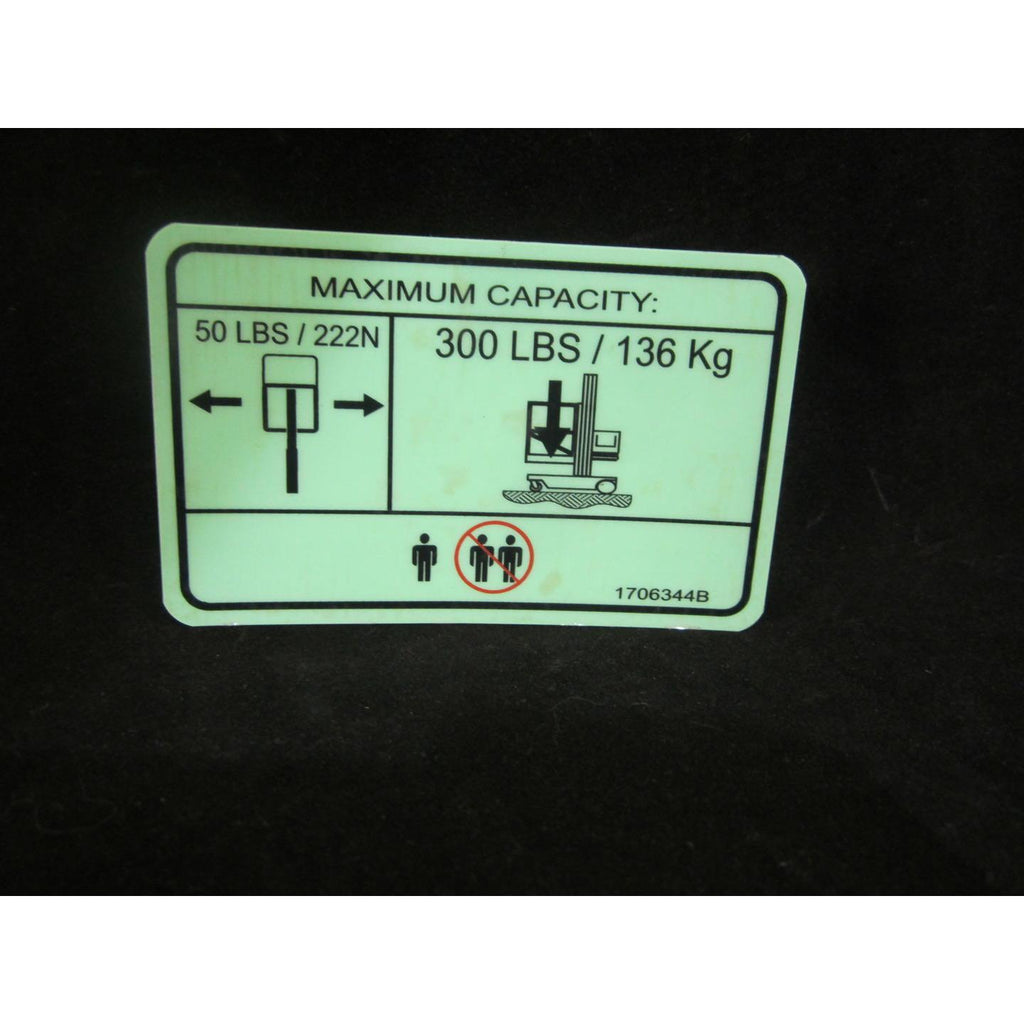 MAXIMUM CAPACITY:
50 LBS / 222N
300 LBS / 136 Kg
1706344B